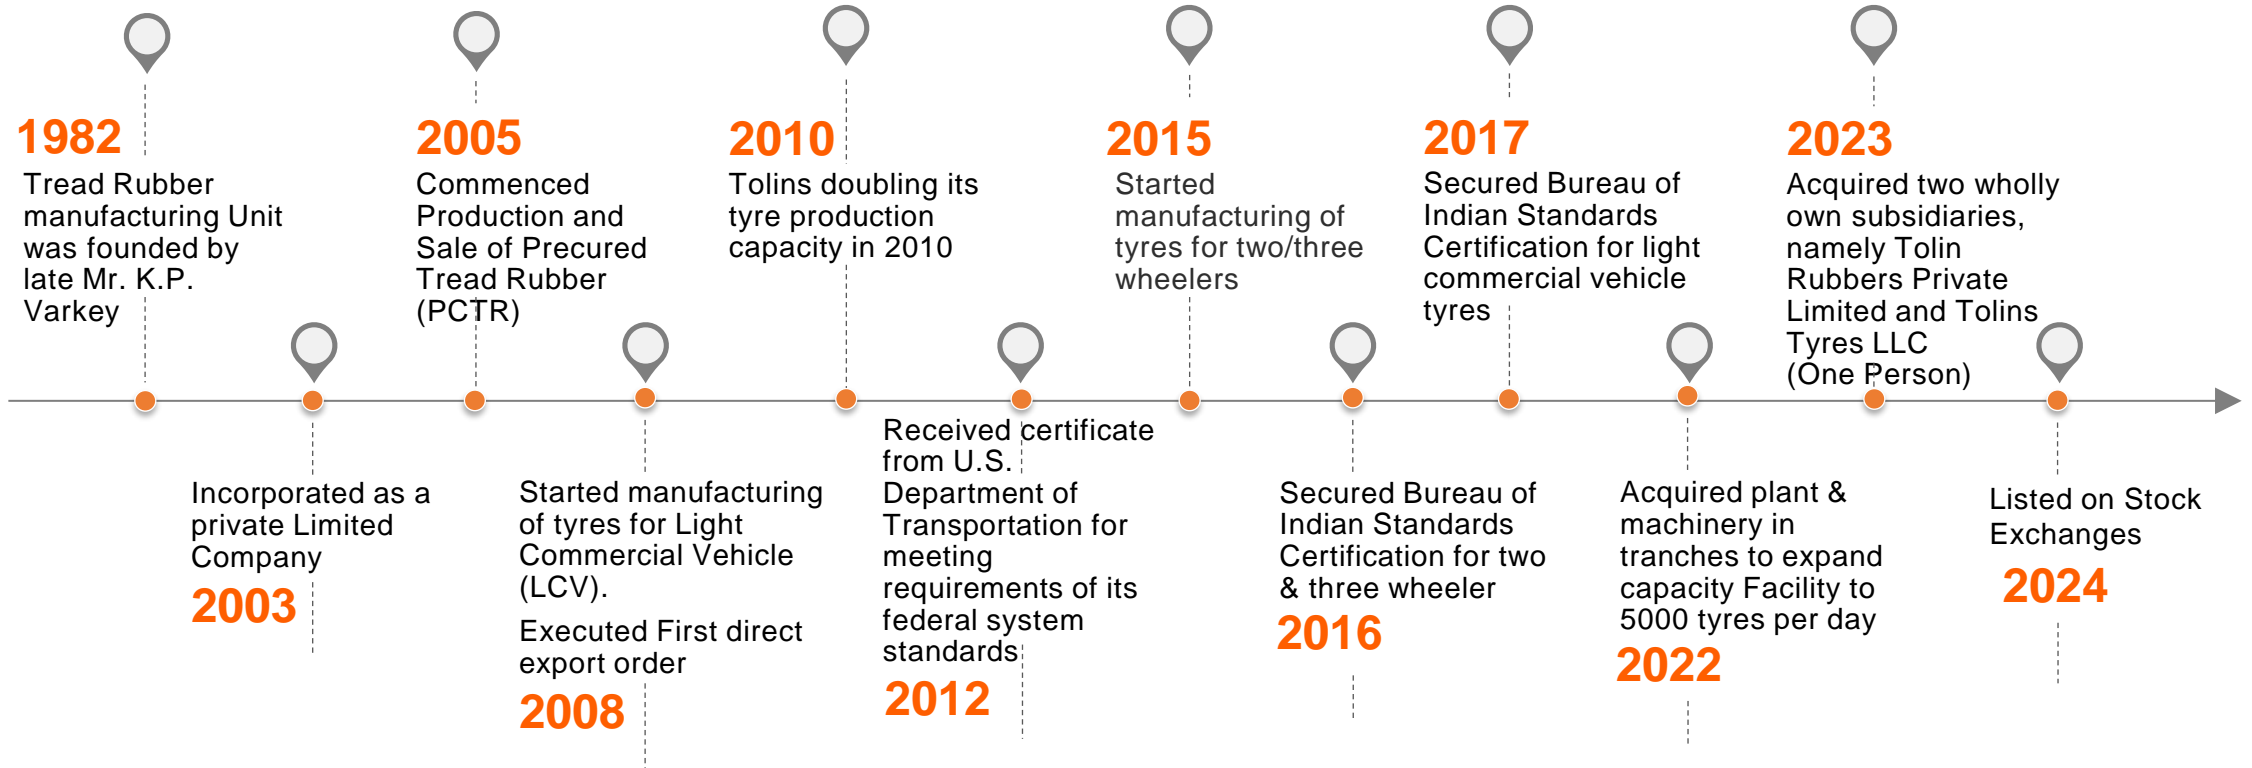 1982
Tread Rubber
manufacturing Unit
was founded by
late Mr. K.P.
Varkey
2005
Commenced
Production and
Sale of Precured
Tread Rubber
(PCTR)
2010
Tolins doubling its
tyre production
capacity in 2010
2015
Started
manufacturing of
tyres for two/three
wheelers
2017
Secured Bureau of
Indian Standards
Certification for light
commercial vehicle
tyres
2023
Acquired two wholly
own subsidiaries,
namely Tolin
Rubbers Private
Limited and Tolins
Tyres LLC
(One Person)
Incorporated as a
private Limited
Company
2003
Started manufacturing
of tyres for Light
Commercial Vehicle
(LCV).
Executed First direct
export order
2008
Received certificate
from U.S.
Department of
Transportation for
meeting
requirements of its
federal system
standards
2012
Secured Bureau of
Indian Standards
Certification for two
& three wheeler
2016
Acquired plant &
machinery in
tranches to expand
capacity Facility to
5000 tyres per day
2022
Listed on Stock
Exchanges
2024